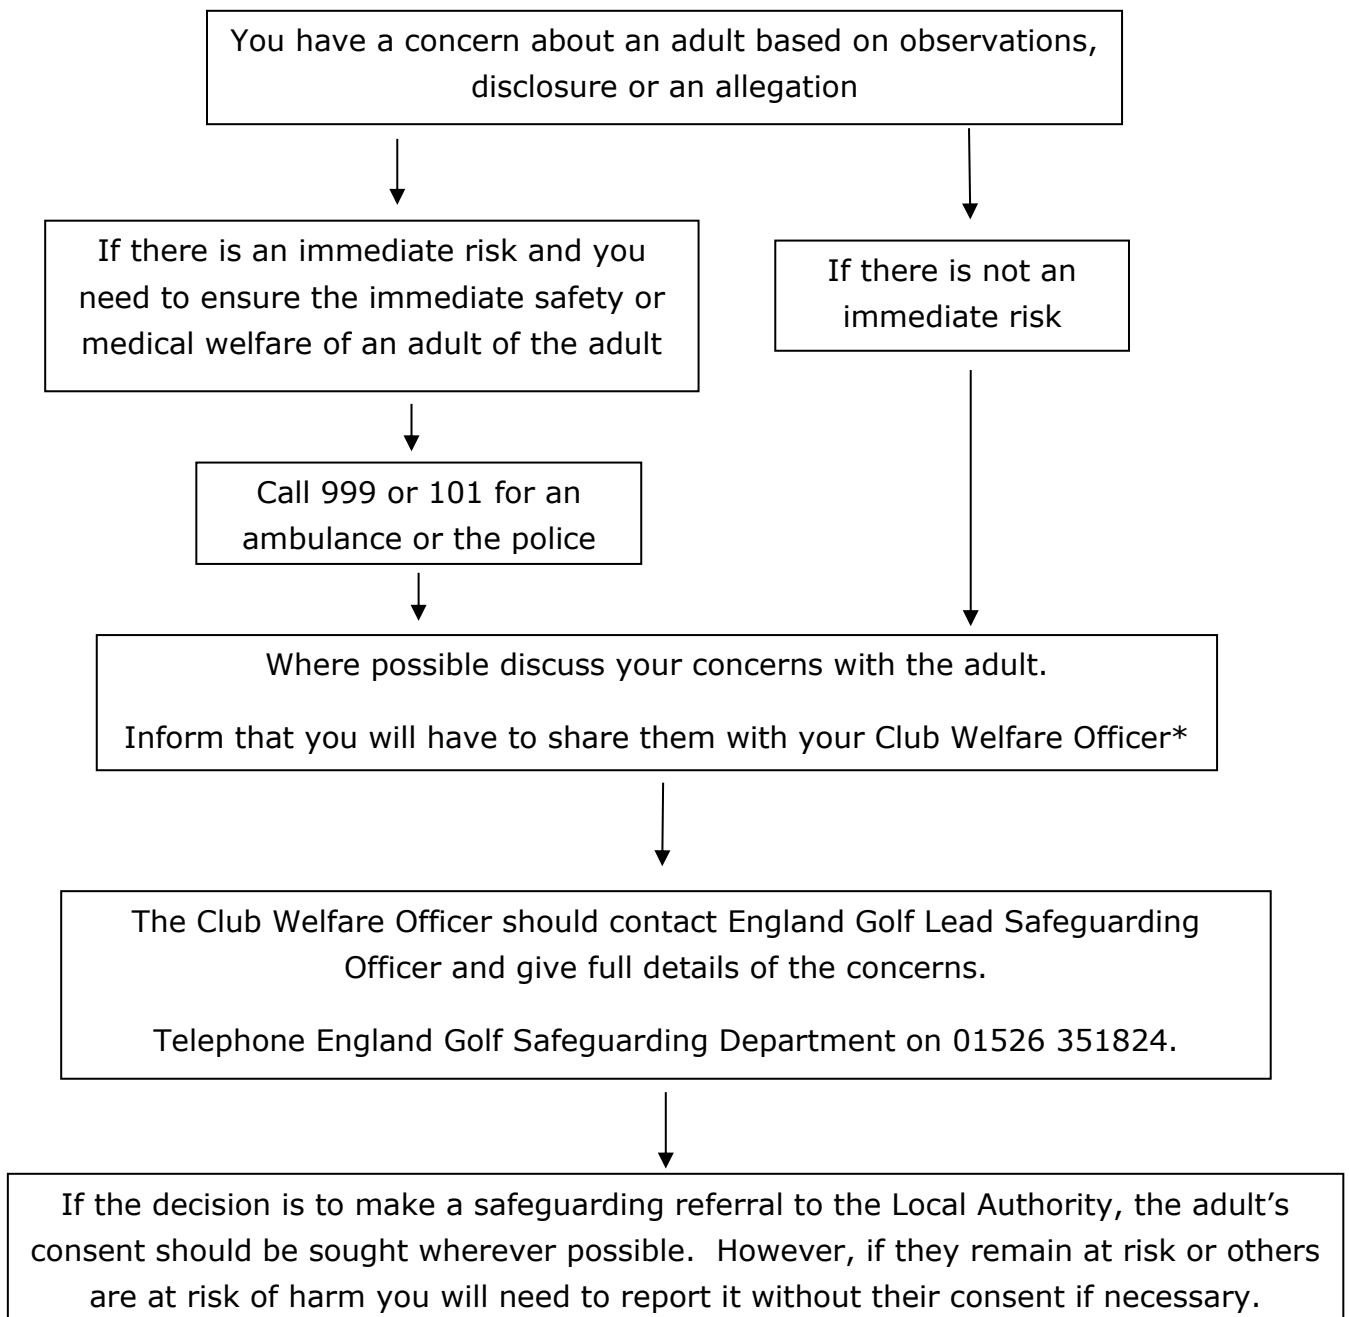 You have a concern about an adult based on observations,
disclosure or an allegation
If there is an immediate risk and you
need to ensure the immediate safety or
medical welfare of an adult of the adult
If there is not an
immediate risk
Call 999 or 101 for an
ambulance or the police
Where possible discuss your concerns with the adult.
Inform that you will have to share them with your Club Welfare Officer*
The Club Welfare Officer should contact England Golf Lead Safeguarding
Officer and give full details of the concerns.
Telephone England Golf Safeguarding Department on 01526 351824.
If the decision is to make a safeguarding referral to the Local Authority, the adult’s
consent should be sought wherever possible.  However, if they remain at risk or others
are at risk of harm you will need to report it without their consent if necessary.